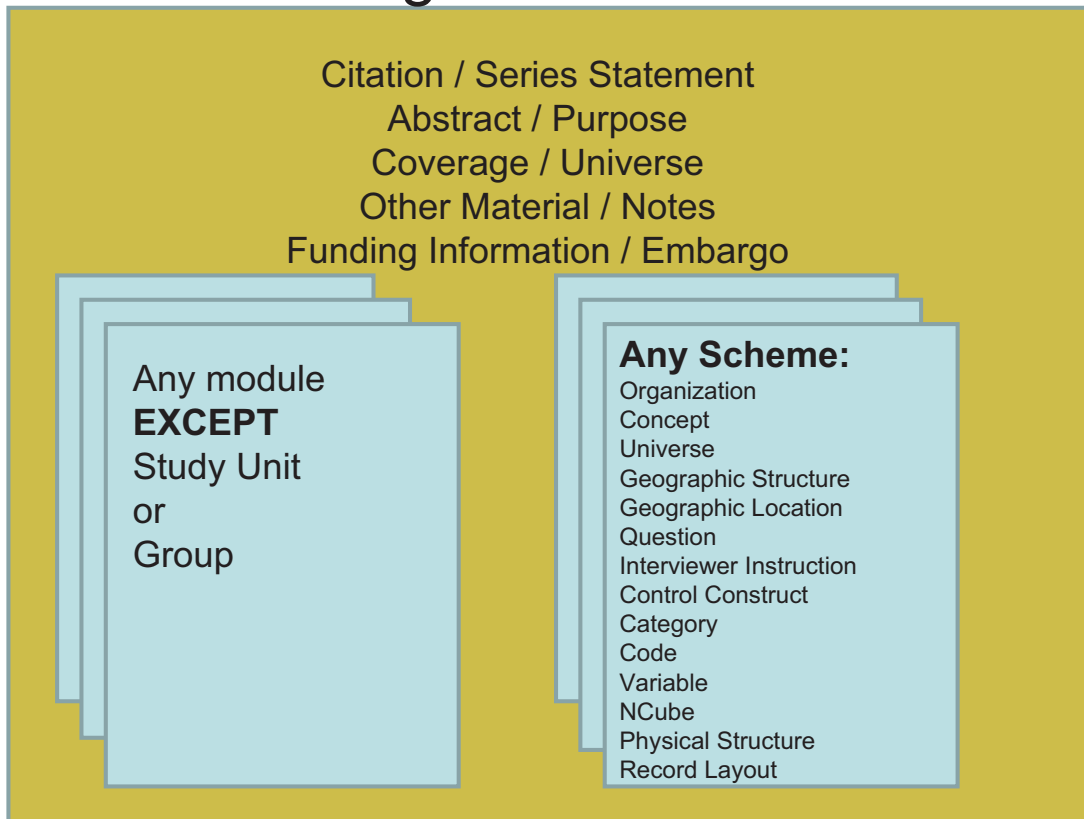 Citation / Series Statement
Abstract / Purpose
Coverage / Universe
Other Material / Notes
Funding Information / Embargo
Any module
EXCEPT
Study Unit
or
Group
Any Scheme:
Organization
Concept
Universe
Geographic Structure
Geographic Location
Question
Interviewer Instruction
Control Construct
Category
Code
Variable
NCube
Physical Structure
Record Layout